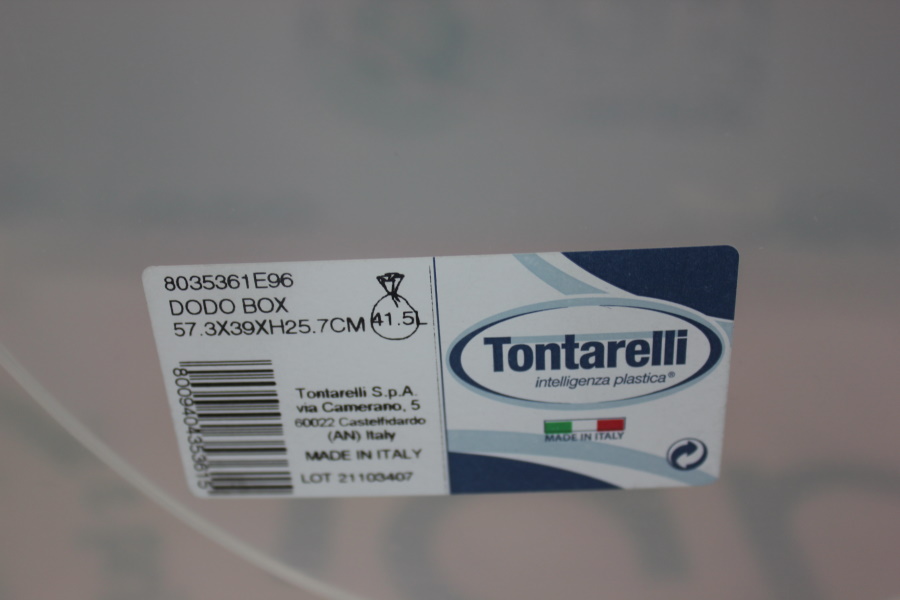 8035361E96
DODO BOX
57.3X39XH25.7CM
41.5L
8009404353615
Tontarelli S.p.A.
via Camerano, 5
60022 Castelfidardo
(AN) Italy
MADE IN ITALY
LOT 21103407
Tontarelli
intelligenza plastica®
MADE IN ITALY